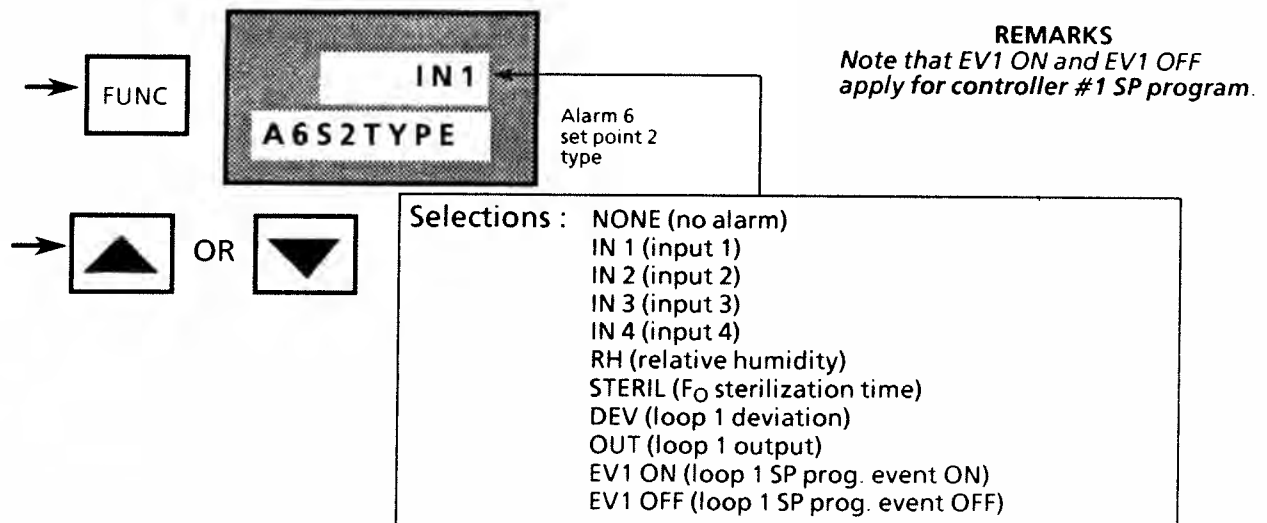 FUNC
IN1
A6S2TYPE
Alarm 6
set point 2
type
REMARKS
Note that EV1 ON and EV1 OFF
apply for controller #1 SP program.
OR
Selections :
NONE (no alarm)
IN 1 (input 1)
IN 2 (input 2)
IN 3 (input 3)
IN 4 (input 4)
RH (relative humidity)
STERIL (FO sterilization time)
DEV (loop 1 deviation)
OUT (loop 1 output)
EV1 ON (loop 1 SP prog. event ON)
EV1 OFF (loop 1 SP prog. event OFF)